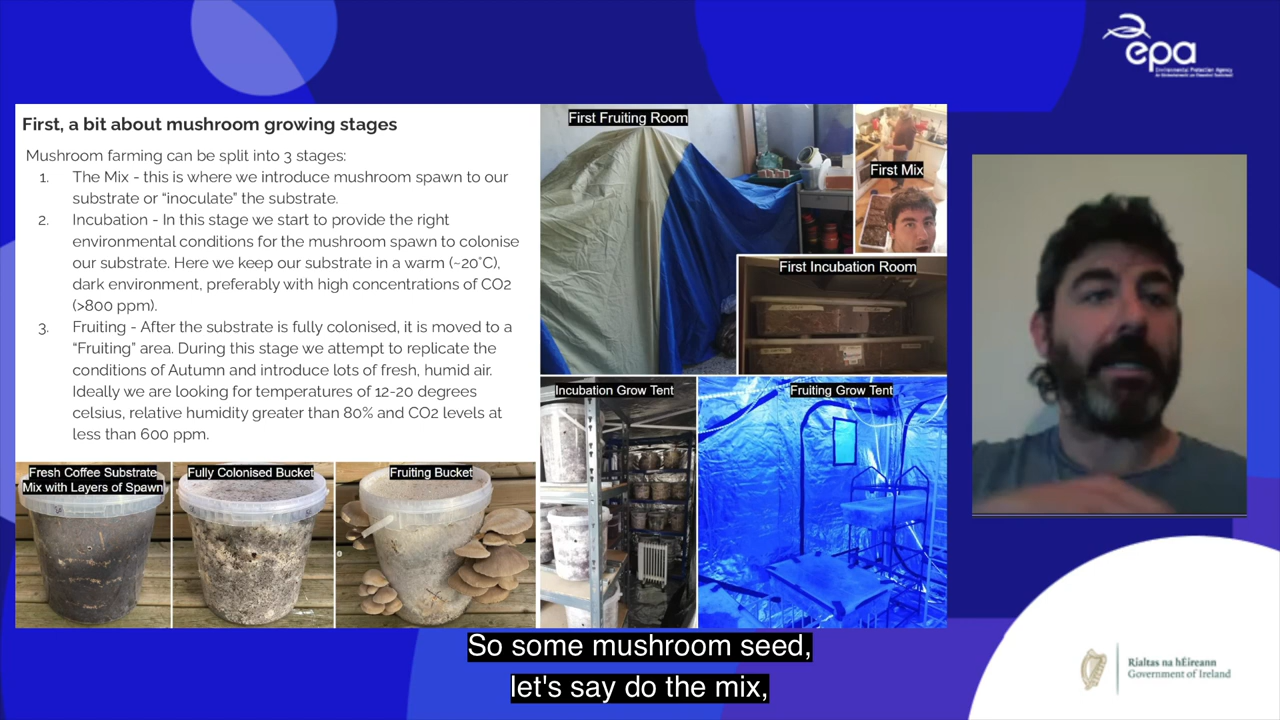 epa
Environmental Protection Agency
First, a bit about mushroom growing stages
Mushroom farming can be split into 3 stages:
1. The Mix - this is where we introduce mushroom spawn to our
substrate or “inoculate” the substrate.
2. Incubation - In this stage we start to provide the right
environmental conditions for the mushroom spawn to colonise
our substrate. Here we keep our substrate in a warm (~20˚C),
dark environment, preferably with high concentrations of CO2
(>800 ppm).
3. Fruiting - After the substrate is fully colonised, it is moved to a
“Fruiting” area. During this stage we attempt to replicate the
conditions of Autumn and introduce lots of fresh, humid air.
Ideally we are looking for temperatures of 12-20 degrees
celsius, relative humidity greater than 80% and CO2 levels at
less than 600 ppm.
First Fruiting Room
First Mix
First Incubation Room
Incubation Grow Tent
Fruiting Grow Tent
Fresh Coffee Substrate
Mix with Layers of Spawn
Fully Colonised Bucket
Fruiting Bucket
So some mushroom seed,
let's say do the mix,
Rialtas na hÉireann
Government of Ireland